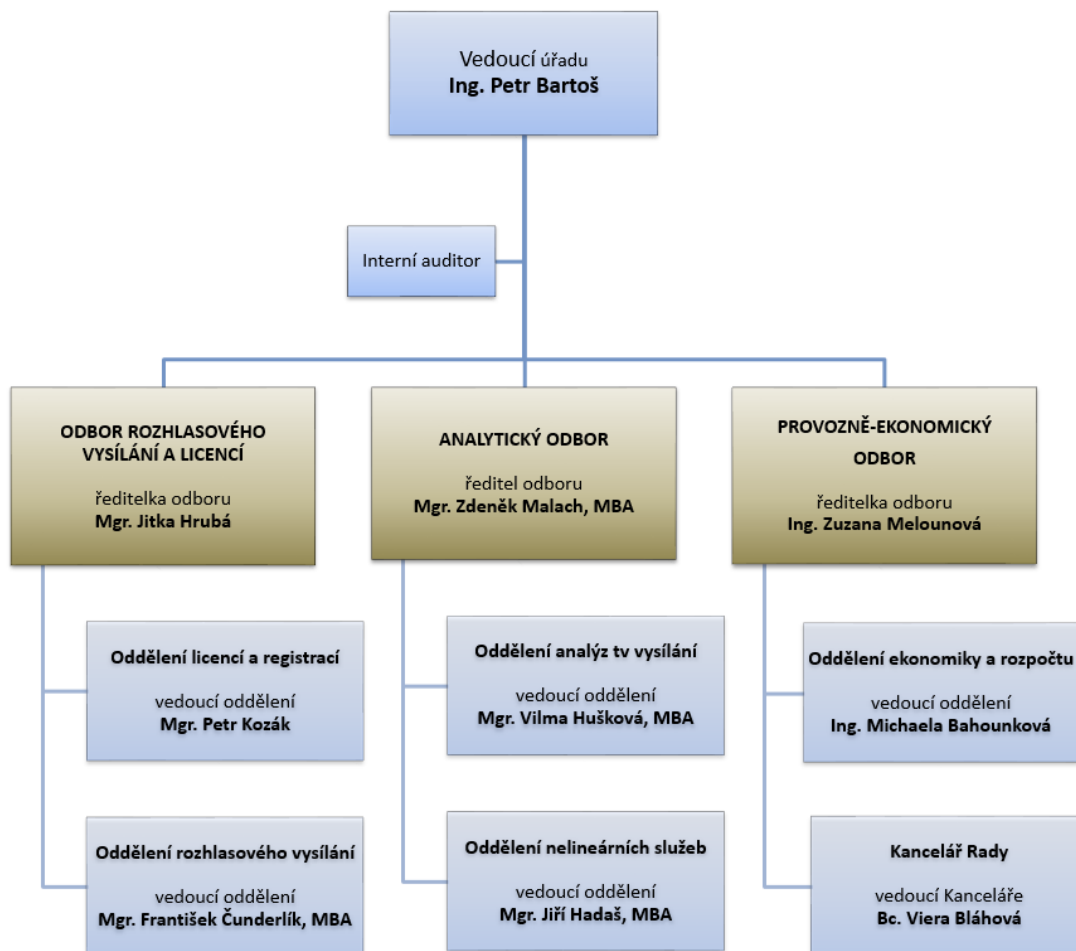 Vedoucí úřadu
Ing. Petr Bartoš
Interní auditor
ODBOR ROZHLASOVÉHO
VYSÍLÁNÍ A LICENCÍ
ředitelka odboru
Mgr. Jitka Hrubá
ANALYTICKÝ ODBOR
ředitel odboru
Mgr. Zdeněk Malach, MBA
PROVOZNĚ-EKONOMICKÝ
ODBOR
ředitelka odboru
Ing. Zuzana Melounová
Oddělení licencí a registrací
vedoucí oddělení
Mgr. Petr Kozák
Oddělení analýz tv vysílání
vedoucí oddělení
Mgr. Vilma Hušková, MBA
Oddělení ekonomiky a rozpočtu
vedoucí oddělení
Ing. Michaela Bahounková
Oddělení rozhlasového vysílání
vedoucí oddělení
Mgr. František Čunderlík, MBA
Oddělení nelineárních služeb
vedoucí oddělení
Mgr. Jiří Hadaš, MBA
Kancelář Rady
vedoucí Kanceláře
Bc. Viera Bláhová